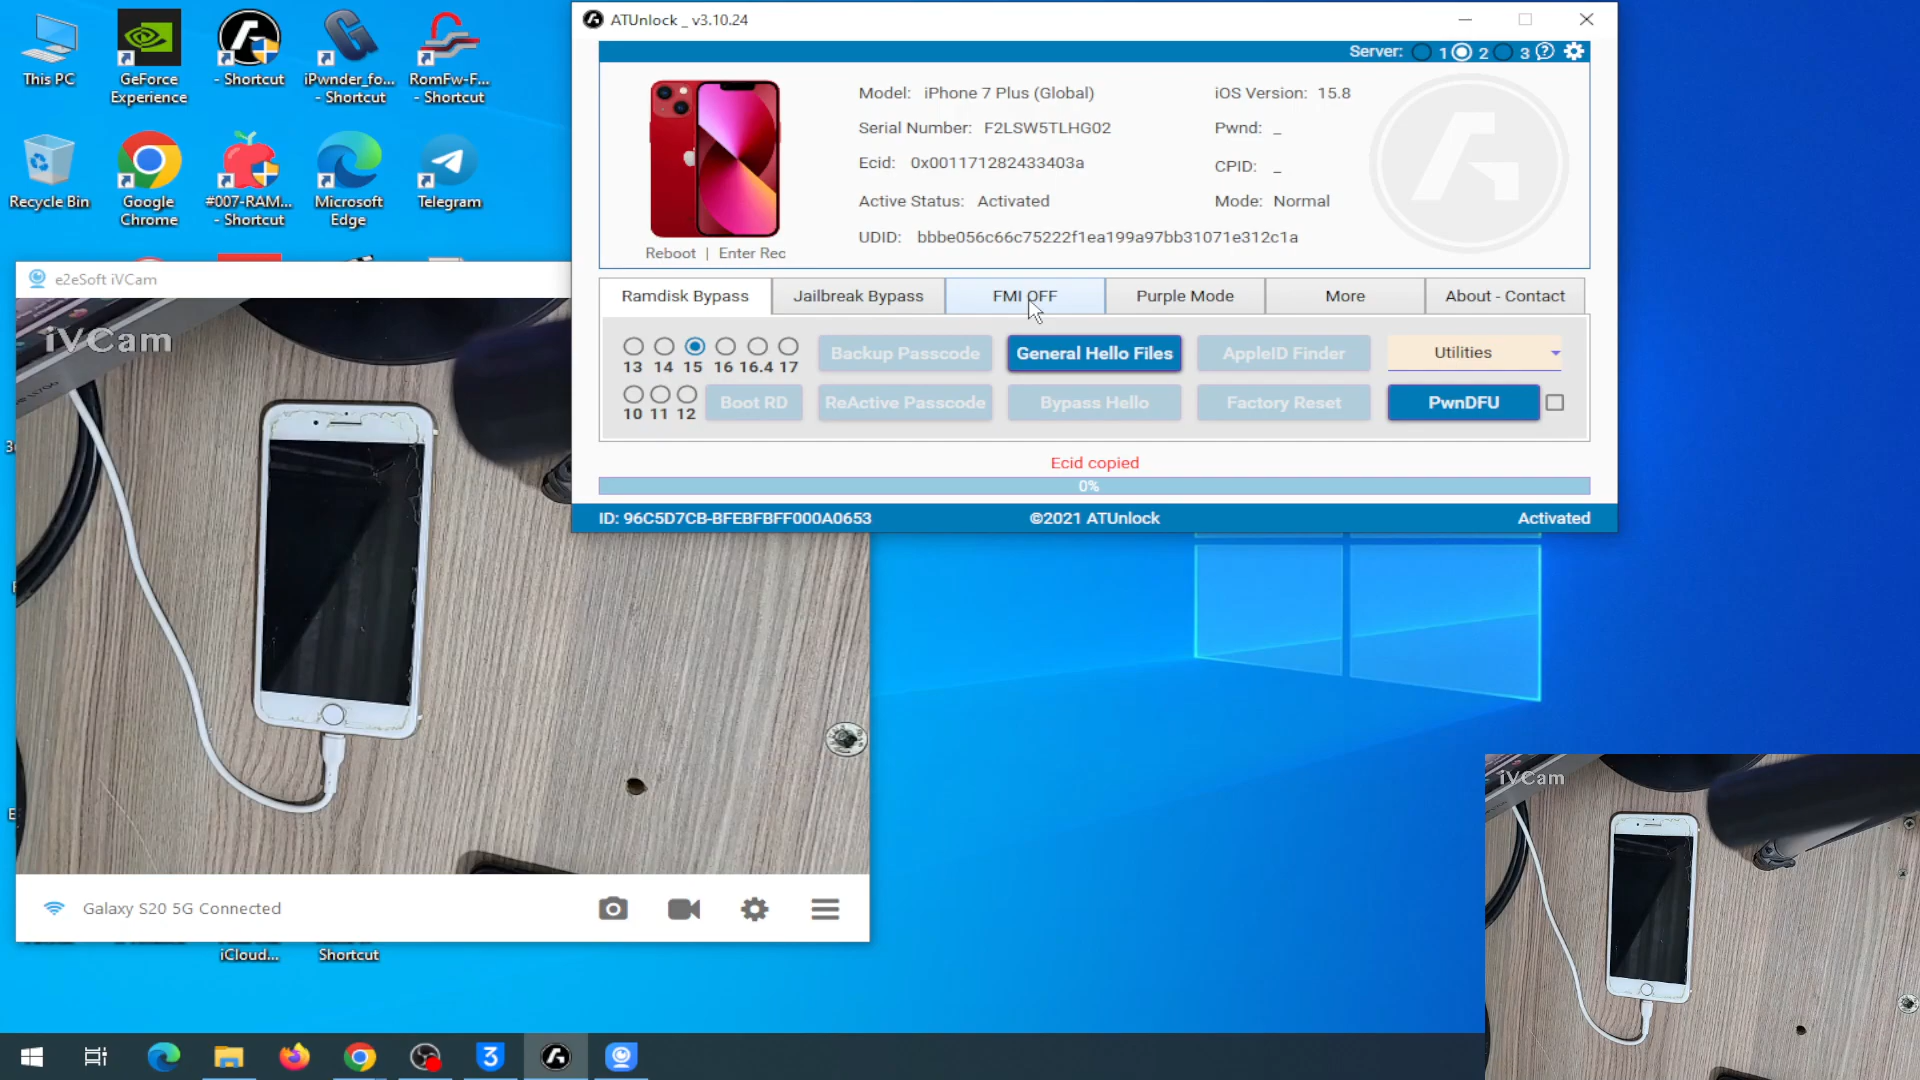 This PC
GeForce
Experience
- Shortcut
iPwnder_fo...
- Shortcut
RomFw-F...
- Shortcut
Recycle Bin
Google
Chrome
#007-RAM...
- Shortcut
Microsoft
Edge
Telegram
e2eSoft iVCam
iVCam
Galaxy S20 5G Connected
iCloud...
Shortcut
ATUnlock _ v3.10.24
Server: 1 2 3
Model: iPhone 7 Plus (Global)
iOS Version: 15.8
Serial Number: F2LSW5TLHG02
Pwnd: _
Ecid: 0x001171282433403a
CPID: _
Active Status: Activated
Mode: Normal
UDID: bbbe056c66c75222f1ea199a97bb31071e312c1a
Reboot | Enter Rec
Ramdisk Bypass
Jailbreak Bypass
FMI OFF
Purple Mode
More
About - Contact
13 14 15 16 16.4 17
Backup Passcode
General Hello Files
AppleID Finder
Utilities
10 11 12
Boot RD
ReActive Passcode
Bypass Hello
Factory Reset
PwnDFU
Ecid copied
0%
ID: 96C5D7CB-BFEBFBFF000A0653
©2021 ATUnlock
Activated
iVCam
3